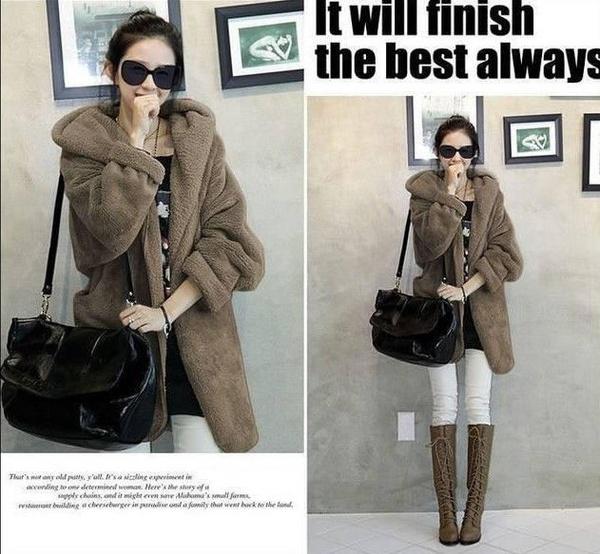 It will finish
the best always
That's not any old patty, y'all. It's a sizzling experiment in
according to one determined woman. Here's the story of a
supply chains, and it might even save Alabama's small farms,
restaurant building a cheeseburger in paradise and a family that went back to the land.